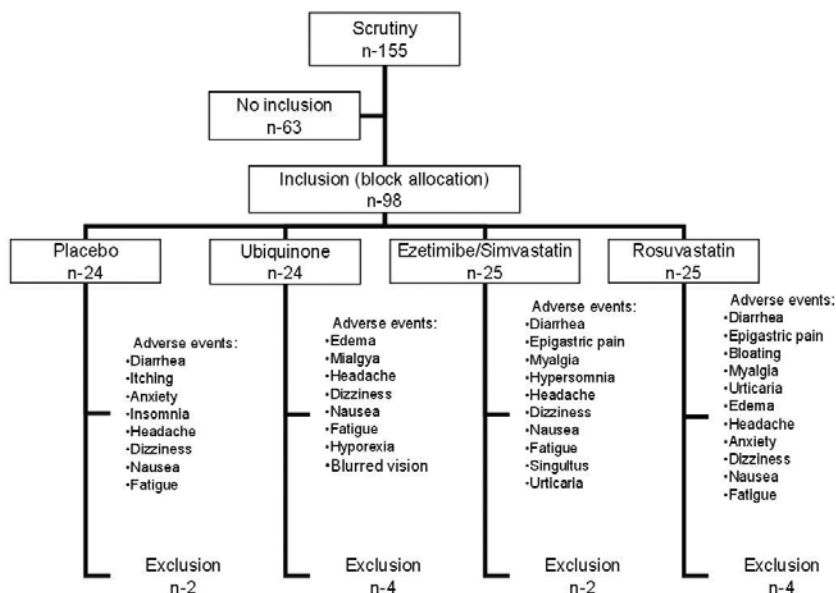 Scrutiny
n-155
No inclusion
n-63
Inclusion (block allocation)
n-98
Placebo
n-24
Adverse events:
•Diarrhea
•Itching
•Anxiety
•Insomnia
•Headache
•Dizziness
•Nausea
•Fatigue
Exclusion
n-2
Ubiquinone
n-24
Adverse events:
•Edema
•Mialgya
•Headache
•Dizziness
•Nausea
•Fatigue
•Hyporexia
•Blurred vision
Exclusion
n-4
Ezetimibe/Simvastatin
n-25
Adverse events:
•Diarrhea
•Epigastric pain
•Myalgia
•Hypersomnia
•Headache
•Dizziness
•Nausea
•Fatigue
•Singultus
•Urticaria
Exclusion
n-2
Rosuvastatin
n-25
Adverse events:
•Diarrhea
•Epigastric pain
•Bloating
•Myalgia
•Urticaria
•Edema
•Headache
•Anxiety
•Dizziness
•Nausea
•Fatigue
Exclusion
n-4